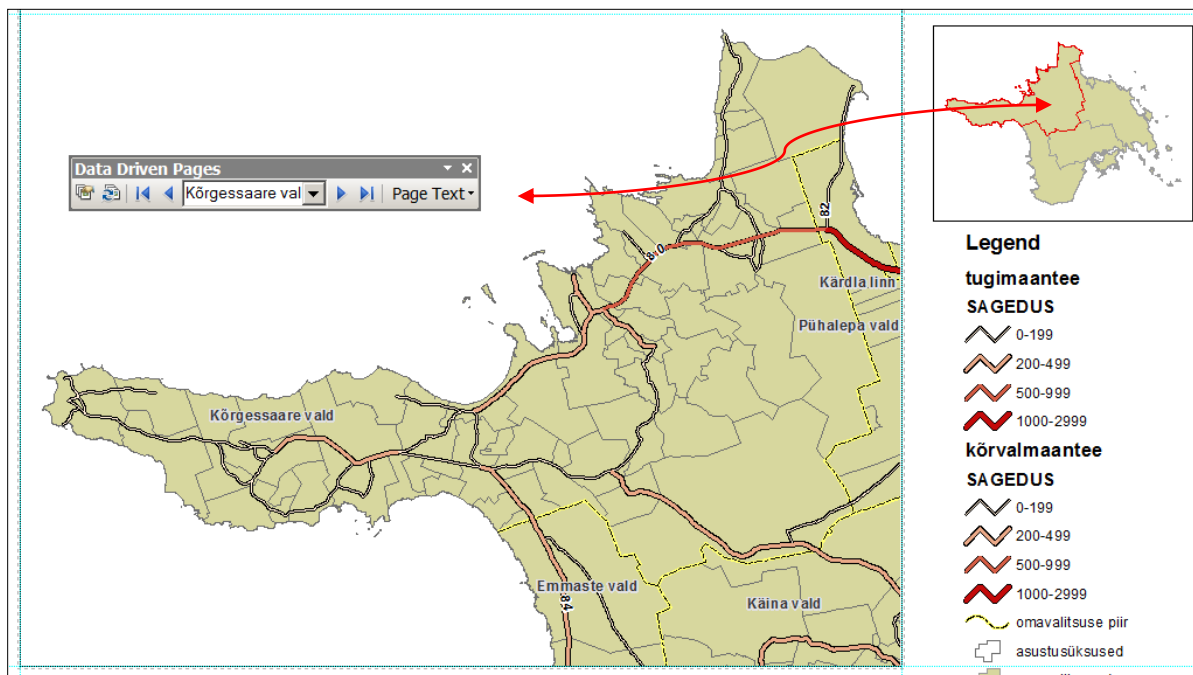 Data Driven Pages
Kõrgessaare val
Page Text
82
80
Kärdla linn
Pühalepa vald
Kõrgessaare vald
Emmaste vald
84
Käina vald
Legend
tugimaantee
SAGEDUS
0-199
200-499
500-999
1000-2999
kõrvalmaantee
SAGEDUS
0-199
200-499
500-999
1000-2999
omavalitsuse piir
asustusüksused